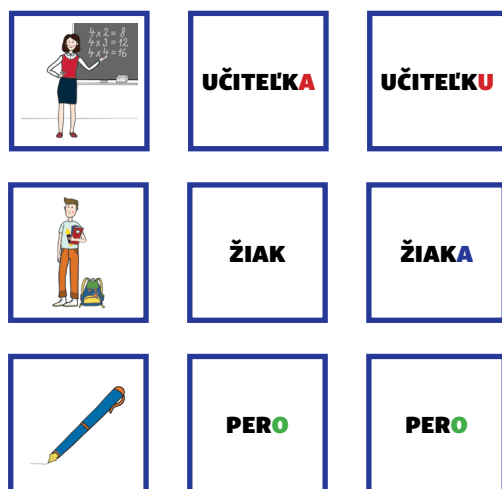 4 x 2 = 8
4 x 3 = 12
4 x 4 = 16
UČITEĽKA
UČITEĽKU
ŽIAK
ŽIAKA
PERO
PERO